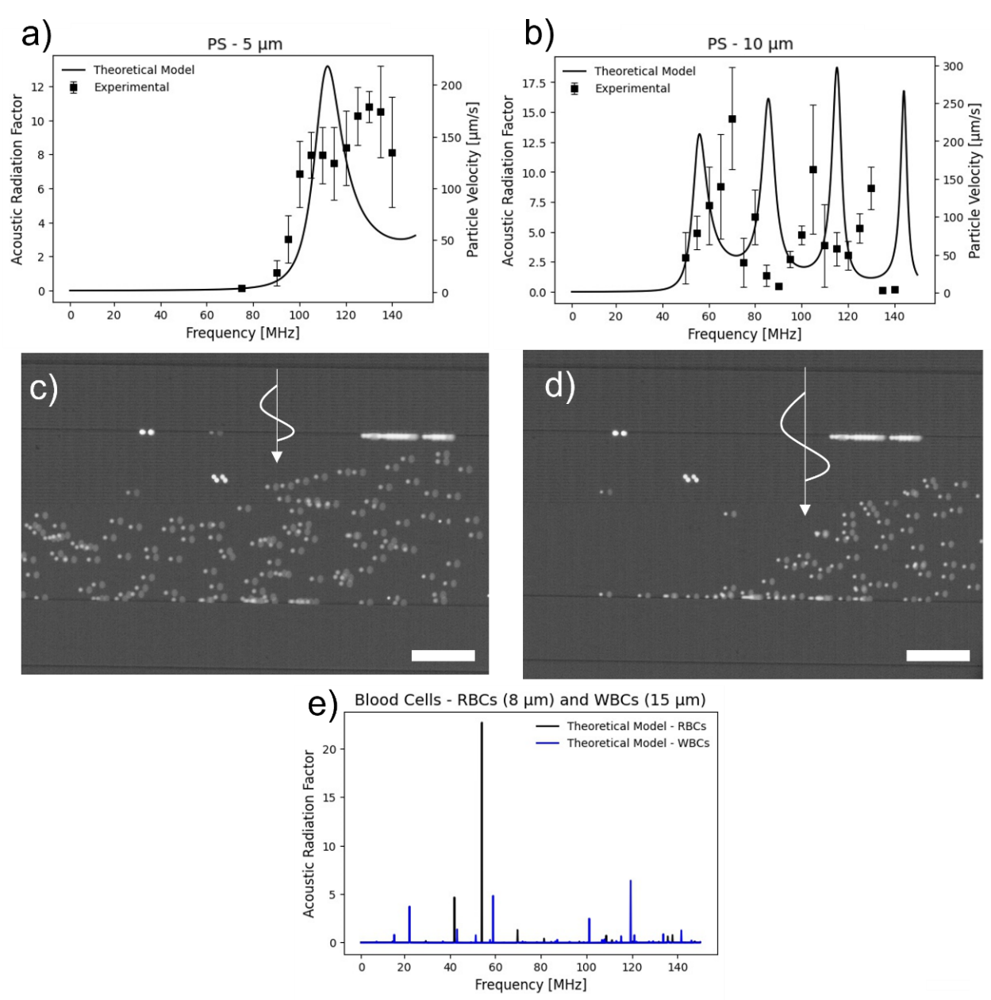 a)
PS - 5 μm
Theoretical Model
Experimental
Acoustic Radiation Factor
12
10
8
6
4
2
0
200
150
100
50
0
Particle Velocity [μm/s]
0 20 40 60 80 100 120 140
Frequency [MHz]
b)
PS - 10 μm
Theoretical Model
Experimental
Acoustic Radiation Factor
17.5
15.0
12.5
10.0
7.5
5.0
2.5
0.0
300
250
200
150
100
50
0
Particle Velocity [μm/s]
0 20 40 60 80 100 120 140
Frequency [MHz]
c)
d)
e)
Blood Cells - RBCs (8 μm) and WBCs (15 μm)
Theoretical Model - RBCs
Theoretical Model - WBCs
Acoustic Radiation Factor
20
15
10
5
0
0 20 40 60 80 100 120 140
Frequency [MHz]